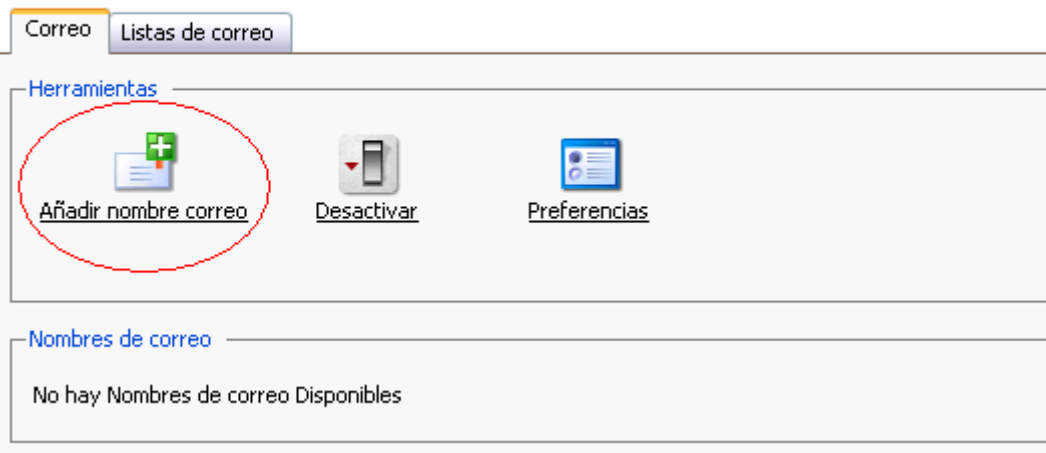 Correo
Listas de correo
Herramientas
Añadir nombre correo
Desactivar
Preferencias
Nombres de correo
No hay Nombres de correo Disponibles